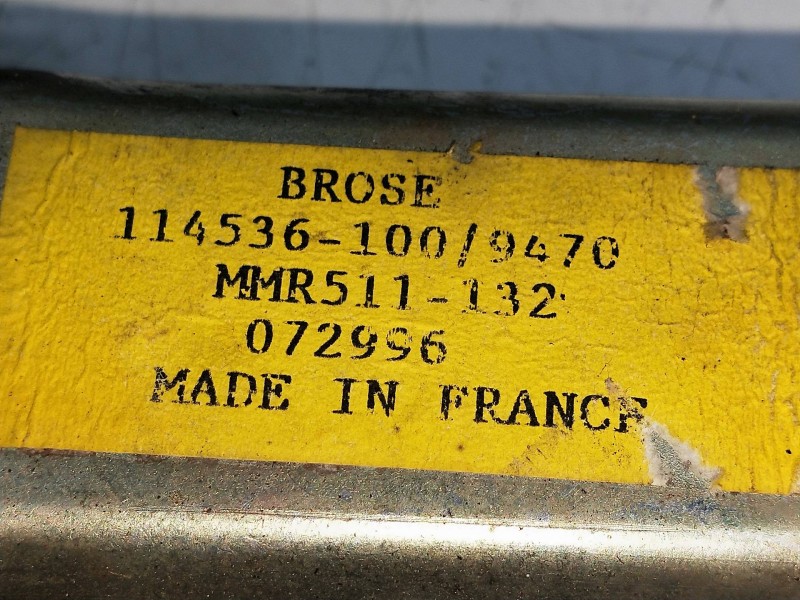 BROSE
114536-100/9470
MMR511-132
072996
MADE IN FRANCE